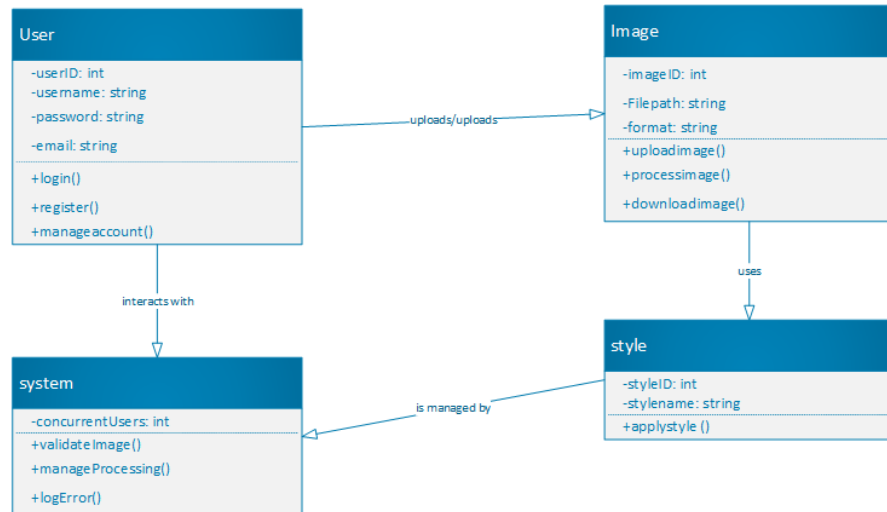 User
-userID: int
-username: string
-password: string
-email: string
+login()
+register()
+manageaccount()
uploads/uploads
Image
-imageID: int
-Filepath: string
-format: string
+uploadimage()
+processimage()
+downloadimage()
interacts with
uses
system
-concurrentUsers: int
+validateImage()
+manageProcessing()
+logError()
is managed by
style
-styleID: int
-stylename: string
+applystyle ()